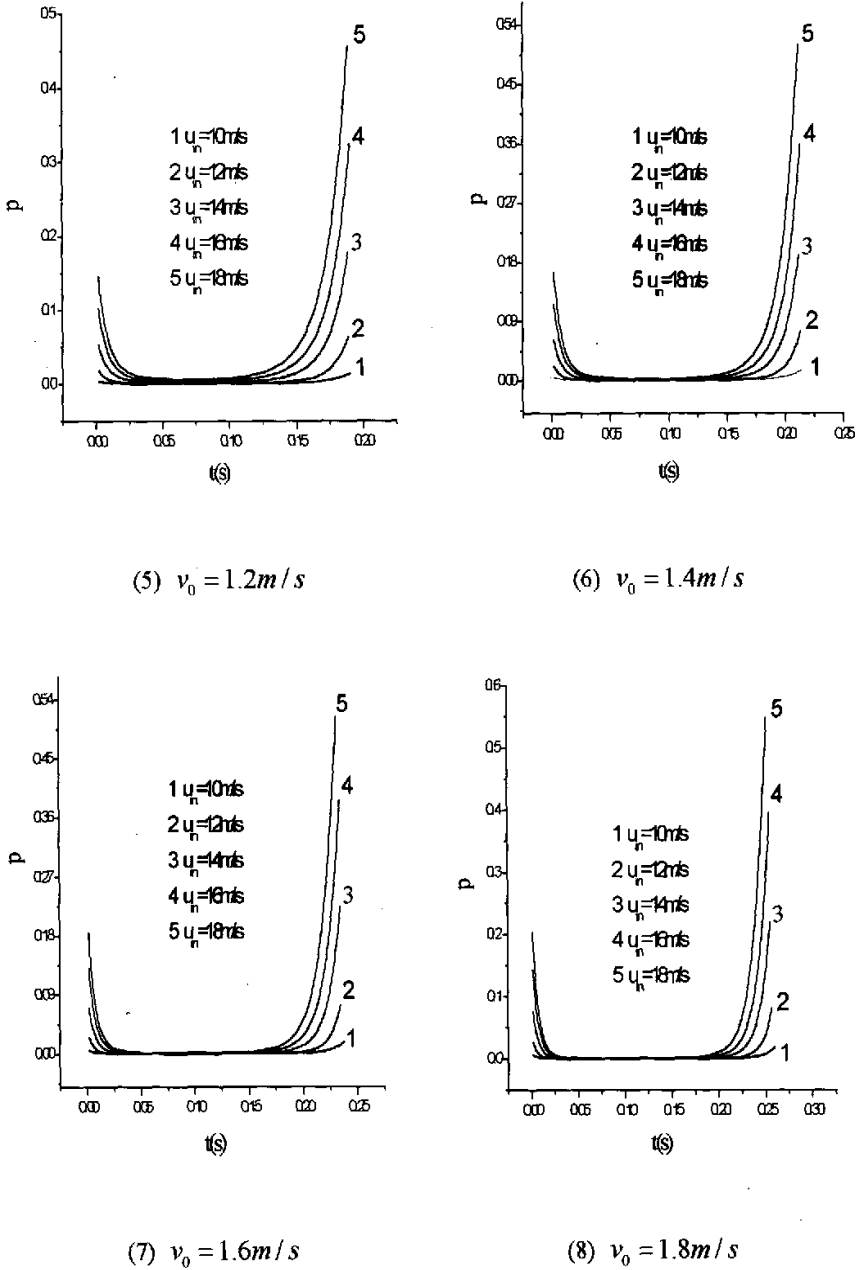 0.5
0.4
0.3
0.2
0.1
0.0
p
1 u_in=10m/s
2 u_in=12m/s
3 u_in=14m/s
4 u_in=16m/s
5 u_in=18m/s
5
4
3
2
1
0.00 0.05 0.10 0.15 0.20
t(s)
(5) v₀ = 1.2m / s
0.54
0.45
0.36
0.27
0.18
0.09
0.00
p
1 u_in=10m/s
2 u_in=12m/s
3 u_in=14m/s
4 u_in=16m/s
5 u_in=18m/s
5
4
3
2
1
0.00 0.05 0.10 0.15 0.20 0.25
t(s)
(6) v₀ = 1.4m / s
0.54
0.45
0.36
0.27
0.18
0.09
0.00
p
1 u_in=10m/s
2 u_in=12m/s
3 u_in=14m/s
4 u_in=16m/s
5 u_in=18m/s
5
4
3
2
1
0.00 0.05 0.10 0.15 0.20 0.25
t(s)
(7) v₀ = 1.6m / s
0.6
0.5
0.4
0.3
0.2
0.1
0.0
p
1 u_in=10m/s
2 u_in=12m/s
3 u_in=14m/s
4 u_in=16m/s
5 u_in=18m/s
5
4
3
2
1
0.00 0.05 0.10 0.15 0.20 0.25 0.30
t(s)
(8) v₀ = 1.8m / s